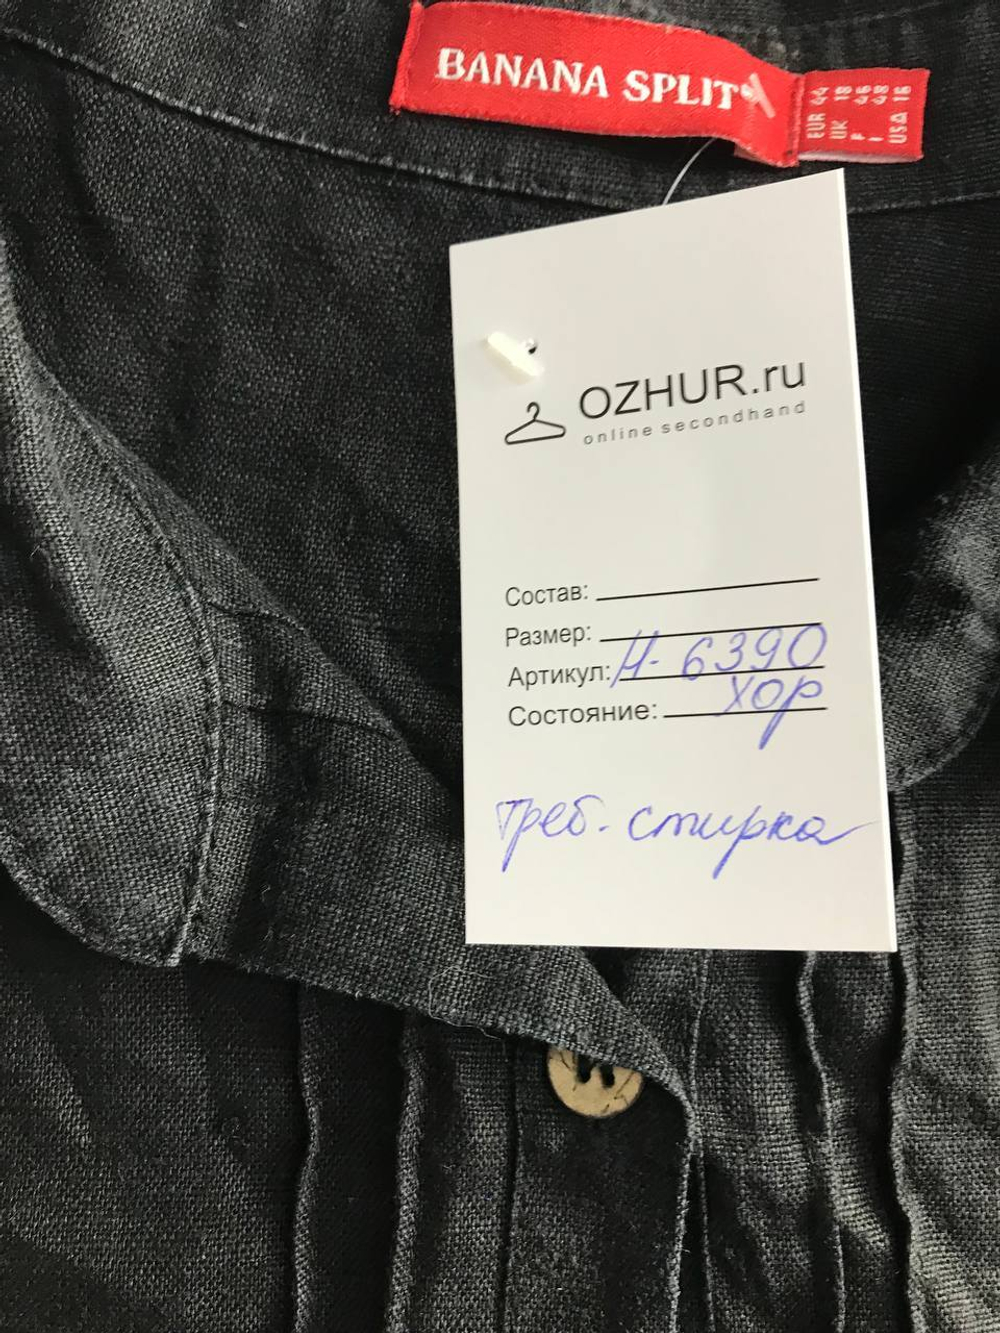 BANANA SPLIT
EUR 44
UK 18
F 46
I 48
USA 16
OZHUR.ru
online secondhand
Состав:
Размер:
Артикул: Н- 6390
Состояние: хор
треб. стирка